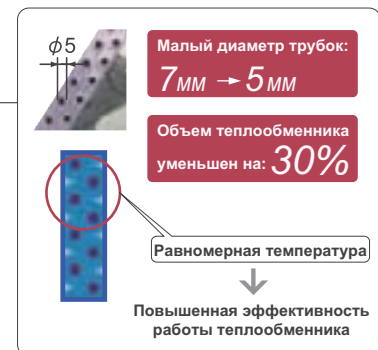 ϕ5
Малый диаметр трубок:
7мм → 5мм
Объем теплообменника
уменьшен на: 30%
Равномерная температура
Повышенная эффективность
работы теплообменника